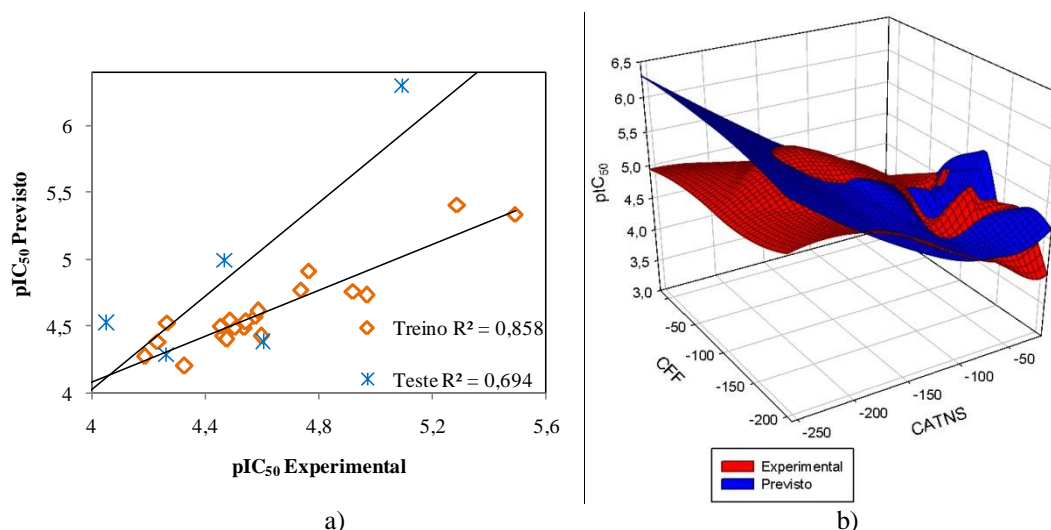 pIC₅₀ Previsto
6
5,5
5
4,5
4
4
4,4
4,8
5,2
5,6
pIC₅₀ Experimental
Treino R² = 0,858
Teste R² = 0,694
a)
pIC₅₀
6,5
6,0
5,5
5,0
4,5
4,0
3,5
3,0
-50
-100
-150
-200
CFF
-250
-200
-150
-100
-50
CATNS
Experimental
Previsto
b)